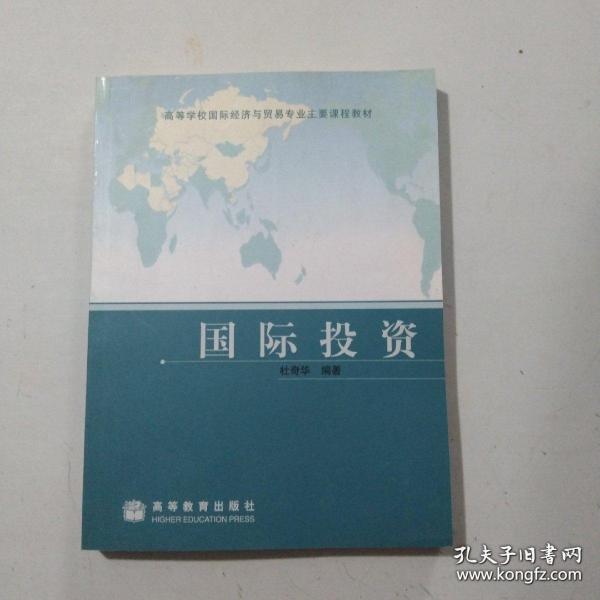 高等学校国际经济与贸易专业主要课程教材
国际投资
杜奇华 编著
高等教育出版社
HIGHER EDUCATION PRESS
孔夫子旧书网
www.kongfz.com